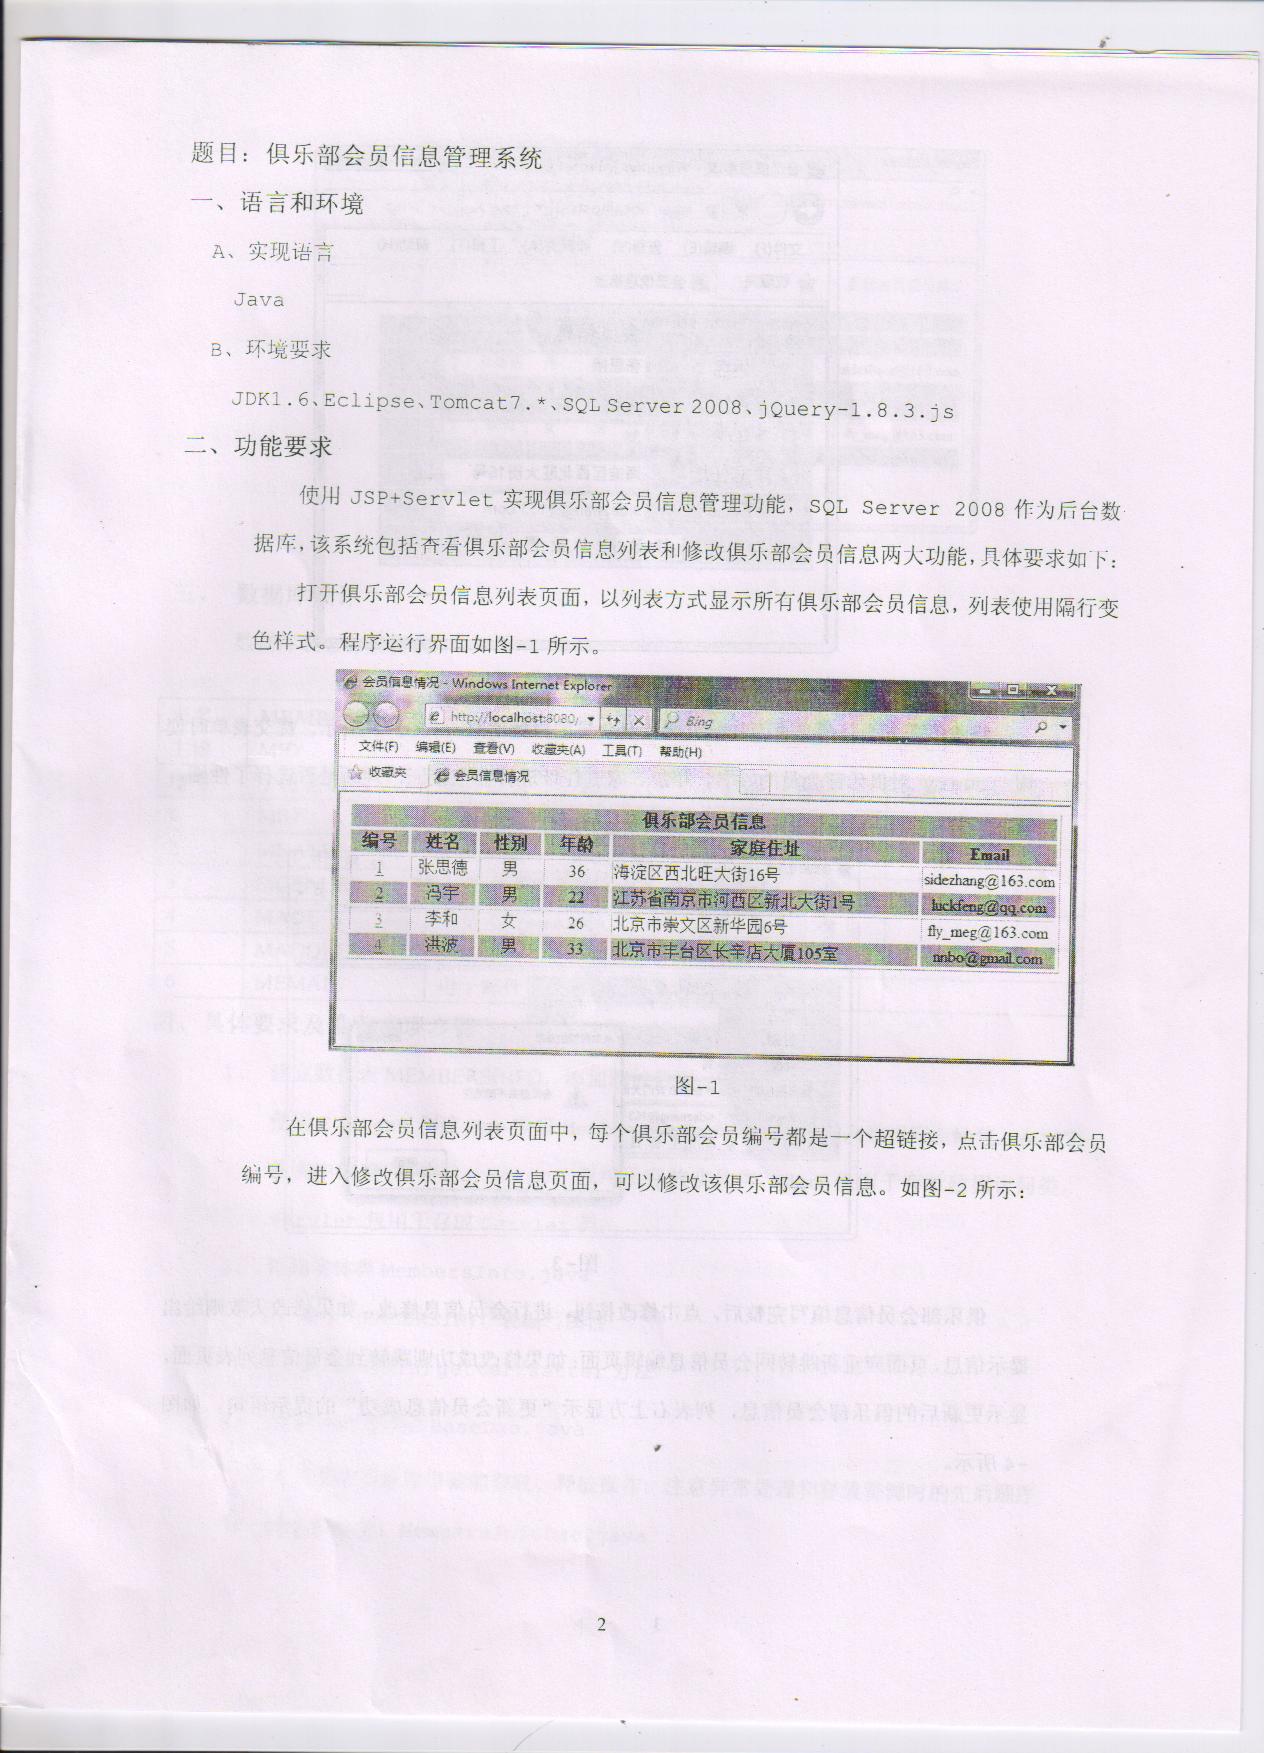 题目：俱乐部会员信息管理系统
一、语言和环境
A、实现语言
Java
B、环境要求
JDK1.6、Eclipse、Tomcat7.*、SQL Server 2008、jQuery-1.8.3.js
二、功能要求
使用 JSP+Servlet 实现俱乐部会员信息管理功能，SQL Server 2008 作为后台数
据库，该系统包括查看俱乐部会员信息列表和修改俱乐部会员信息两大功能，具体要求如下：
打开俱乐部会员信息列表页面，以列表方式显示所有俱乐部会员信息，列表使用隔行变
色样式。程序运行界面如图-1 所示。
会员信息情况 - Windows Internet Explorer
http://localhost:8080/ Bing
文件(F) 编辑(E) 查看(V) 收藏夹(A) 工具(T) 帮助(H)
收藏夹 会员信息情况
俱乐部会员信息
编号 姓名 性别 年龄 家庭住址 Email
1 张思德 男 36 海淀区西北旺大街16号 sidezhang@163.com
2 冯宇 男 22 江苏省南京市河西区新北大街1号 luckfeng@qq.com
3 李和 女 26 北京市崇文区新华园6号 fly_meg@163.com
4 洪波 男 33 北京市丰台区长辛店大厦105室 nnbo@gmail.com
图-1
在俱乐部会员信息列表页面中，每个俱乐部会员编号都是一个超链接，点击俱乐部会员
编号，进入修改俱乐部会员信息页面，可以修改该俱乐部会员信息。如图-2 所示：
2